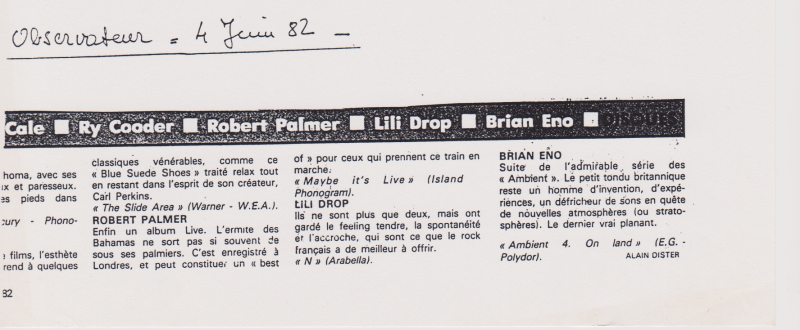 Observateur = 4 Juin 82 —
Cale ■ Ry Cooder ■ Robert Palmer ■ Lili Drop ■ Brian Eno ■ DISQUES
homa, avec ses
ux et paresseux.
es pieds dans
cury - Phono-
films, l'esthète
rend à quelques
82
classiques vénérables, comme ce
« Blue Suede Shoes » traité relax tout
en restant dans l'esprit de son créateur,
Carl Perkins.
« The Slide Area » (Warner - W.E.A.).
ROBERT PALMER
Enfin un album Live. L'ermite des
Bahamas ne sort pas si souvent de
sous ses palmiers. C'est enregistré à
Londres, et peut constituer un « best
of » pour ceux qui prennent ce train en
marche.
« Maybe it's Live » (Island
Phonogram).
LILI DROP
Ils ne sont plus que deux, mais ont
gardé le feeling tendre, la spontanéité
et l'accroche, qui sont ce que le rock
français a de meilleur à offrir.
« N » (Arabella).
BRIAN ENO
Suite de l'admirable série des
« Ambient ». Le petit tondu britannique
reste un homme d'invention, d'expé-
riences, un défricheur de sons en quête
de nouvelles atmosphères (ou strato-
sphères). Le dernier vrai planant.
« Ambient 4. On land » (E.G. -
Polydor).
ALAIN DISTER